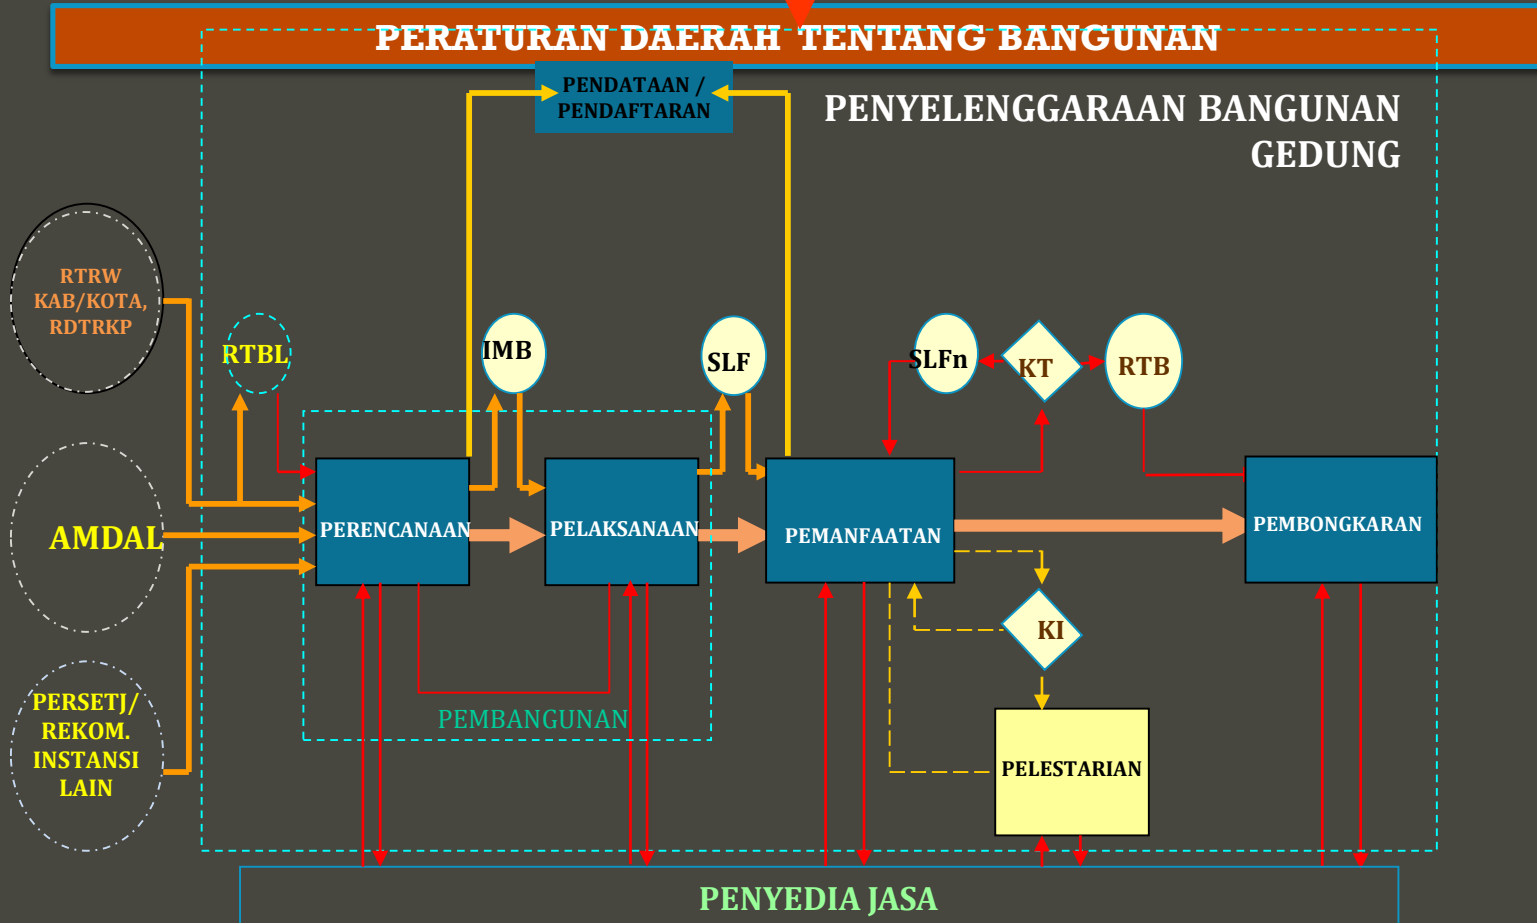 PERATURAN DAERAH TENTANG BANGUNAN
PENDATAAN /
PENDAFTARAN
PENYELENGGARAAN BANGUNAN
GEDUNG
RTRW
KAB/KOTA,
RDTRKP
RTBL
IMB
SLF
SLFn
KT
RTB
AMDAL
PERENCANAAN
PELAKSANAAN
PEMANFAATAN
PEMBONGKARAN
KI
PERSETJ/
REKOM.
INSTANSI
LAIN
PEMBANGUNAN
PELESTARIAN
PENYEDIA JASA